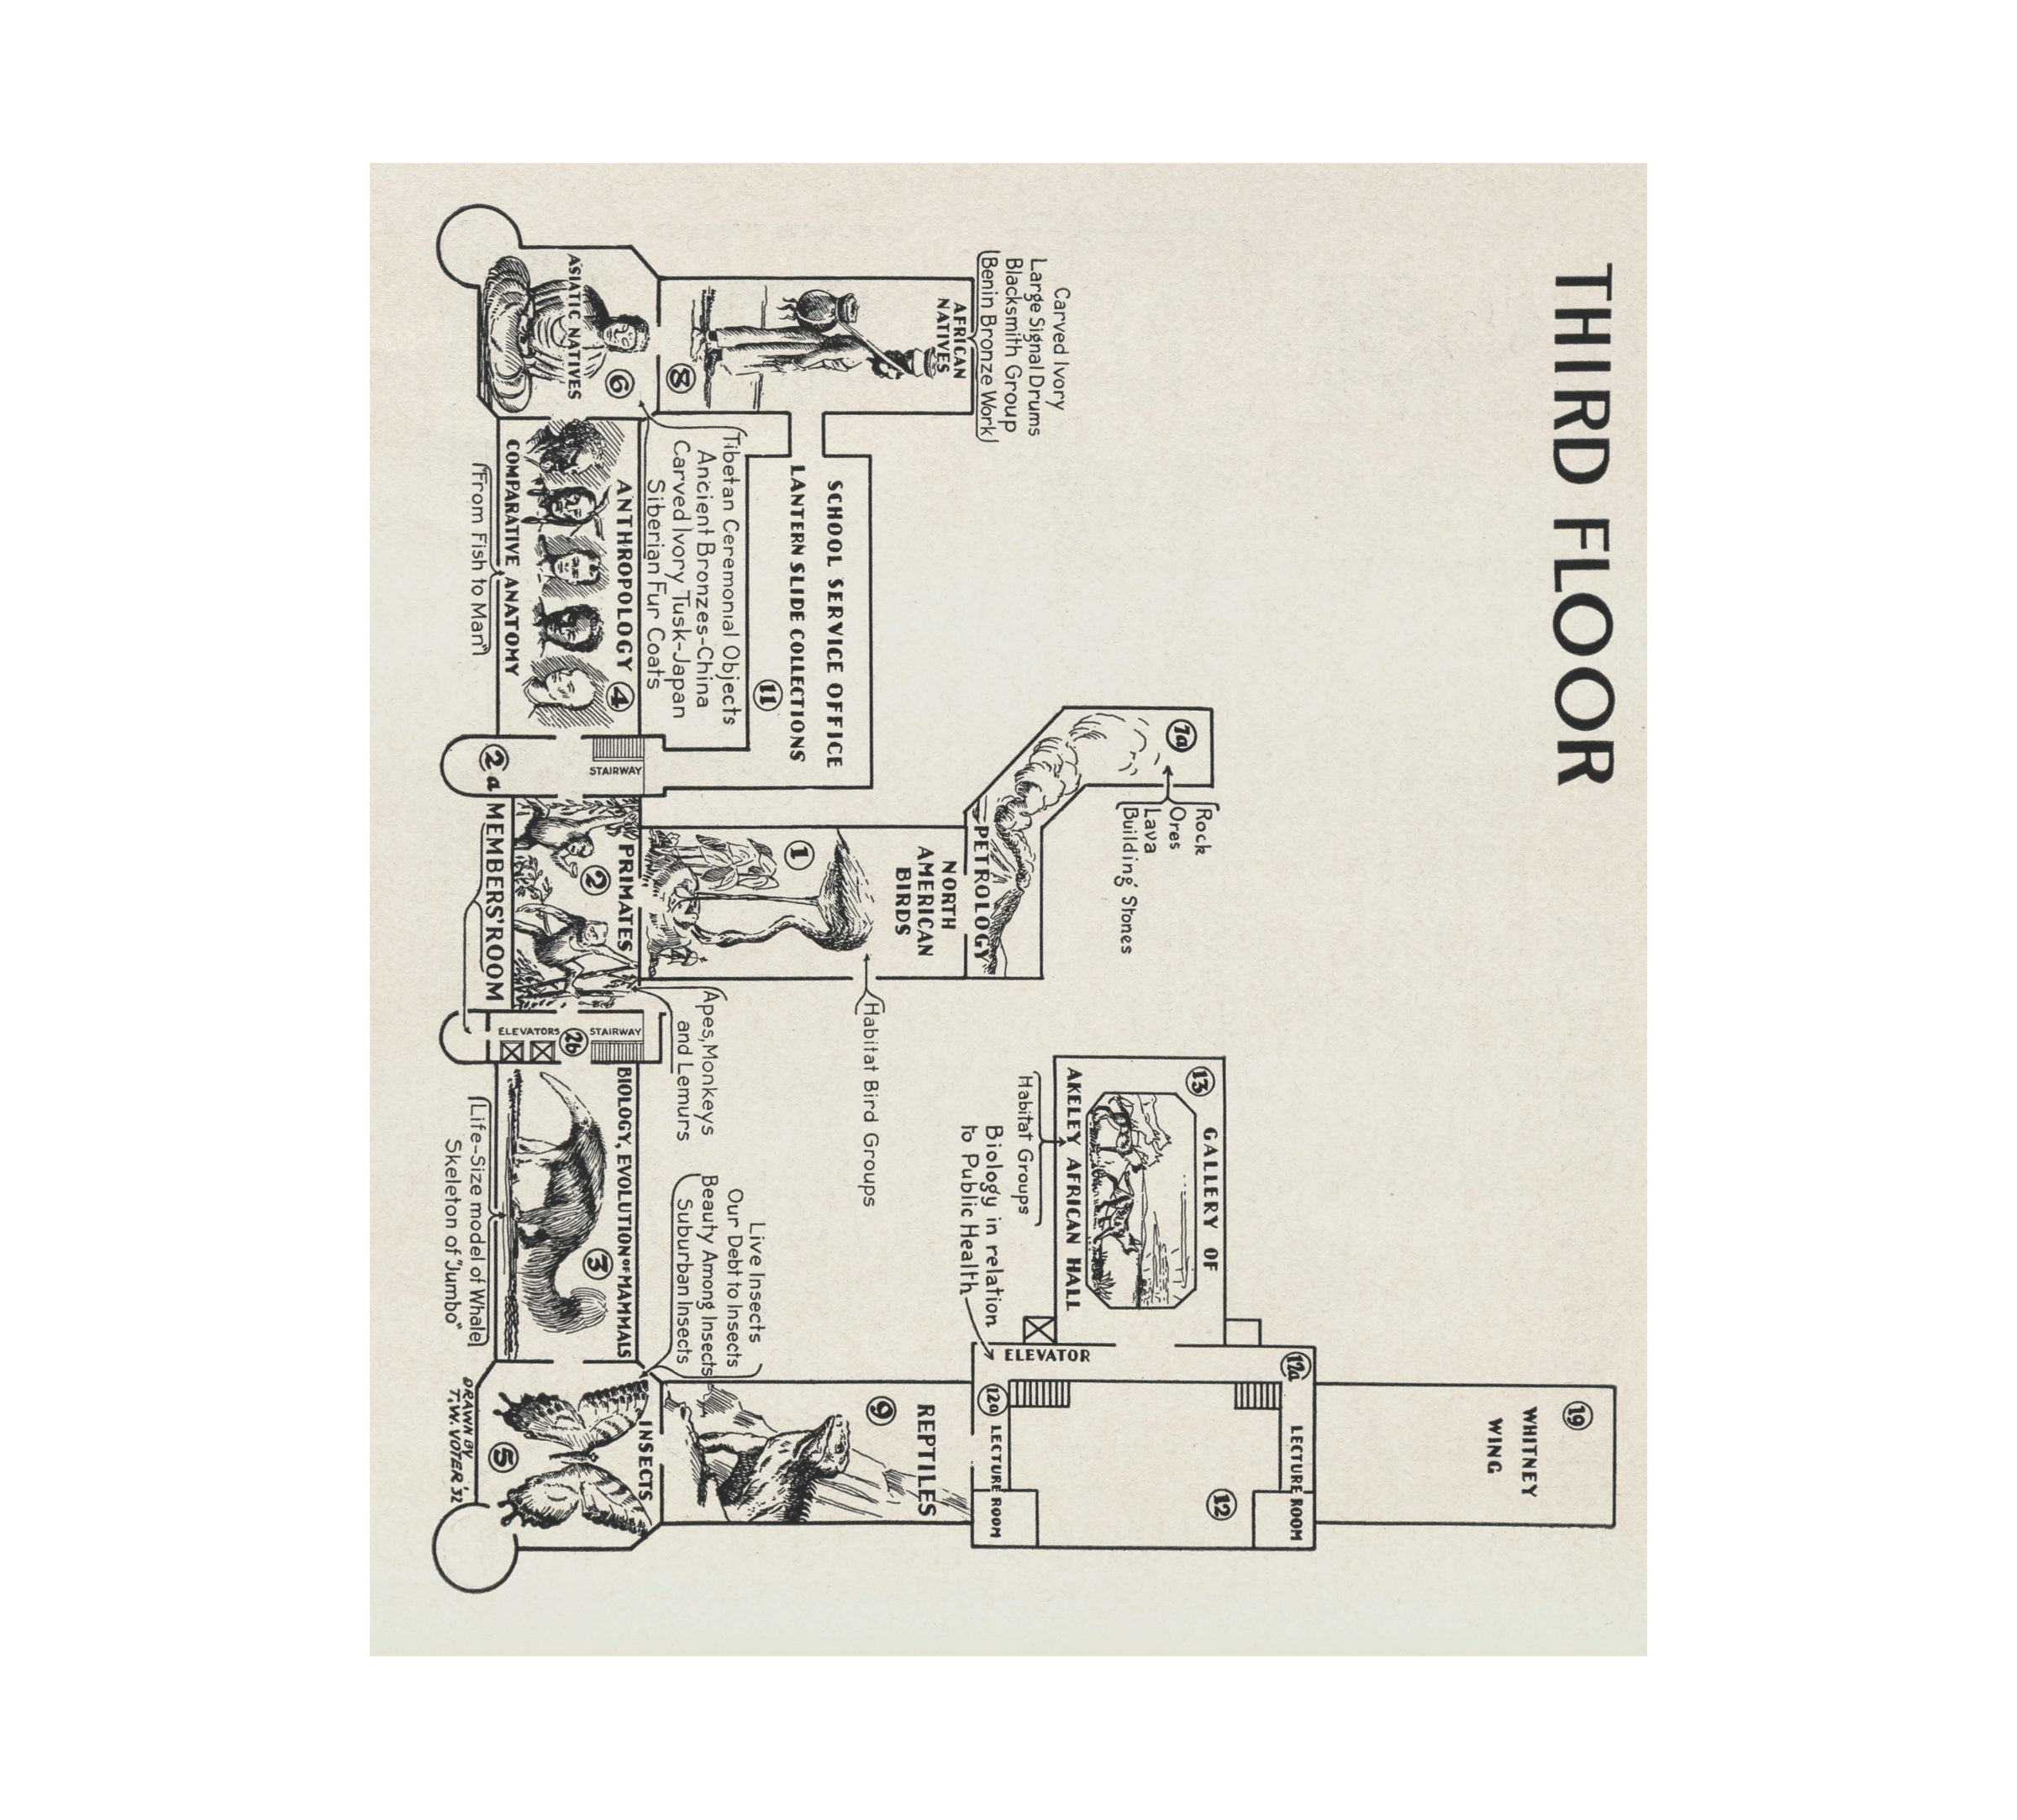 THIRD FLOOR
WHITNEY
WING
19
Rock
Ores
Lava
Building Stones
7a
PETROLOGY
GALLERY OF
AKELEY AFRICAN HALL
13
Habitat Groups
Biology in relation
to Public Health
ELEVATOR
12a
LECTURE ROOM
12
12a
LECTURE ROOM
Carved Ivory
Large Signal Drums
Blacksmith Group
Benin Bronze Work
AFRICAN
NATIVES
8
SCHOOL SERVICE OFFICE
LANTERN SLIDE COLLECTIONS
11
NORTH
AMERICAN
BIRDS
1
Habitat Bird Groups
REPTILES
9
Tibetan Ceremonial Objects
Ancient Bronzes-China
Carved Ivory Tusk-Japan
Siberian Fur Coats
Apes, Monkeys
and Lemurs
Live Insects
Our Debt to Insects
Beauty Among Insects
Suburban Insects
ASIATIC NATIVES
6
ANTHROPOLOGY
4
COMPARATIVE ANATOMY
"From Fish to Man"
STAIRWAY
2a
PRIMATES
2
MEMBERS' ROOM
ELEVATORS
2b
STAIRWAY
BIOLOGY, EVOLUTION OF MAMMALS
3
Life-Size model of Whale
Skeleton of "Jumbo"
INSECTS
5
DRAWN BY
T.W. VOTER '32